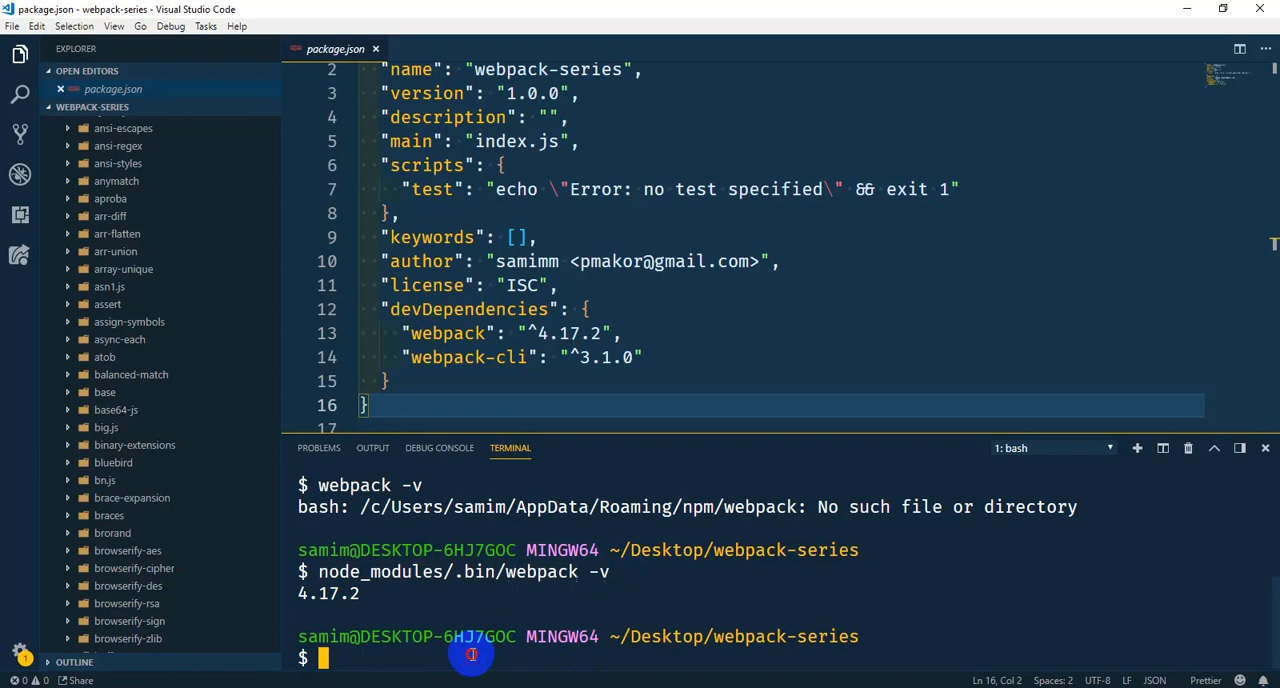 package.json - webpack-series - Visual Studio Code
File Edit Selection View Go Debug Tasks Help
EXPLORER
OPEN EDITORS
package.json
WEBPACK-SERIES
ansi-escapes
ansi-regex
ansi-styles
anymatch
aproba
arr-diff
arr-flatten
arr-union
array-unique
asn1.js
assert
assign-symbols
async-each
atob
balanced-match
base
base64-js
big.js
binary-extensions
bluebird
bn.js
brace-expansion
braces
brorand
browserify-aes
browserify-cipher
browserify-des
browserify-rsa
browserify-sign
browserify-zlib
OUTLINE
package.json
2 "name": "webpack-series",
3 "version": "1.0.0",
4 "description": "",
5 "main": "index.js",
6 "scripts": {
7 "test": "echo \"Error: no test specified\" && exit 1"
8 },
9 "keywords": [],
10 "author": "samimm <pmakor@gmail.com>",
11 "license": "ISC",
12 "devDependencies": {
13 "webpack": "^4.17.2",
14 "webpack-cli": "^3.1.0"
15 }
16 }
17
PROBLEMS OUTPUT DEBUG CONSOLE TERMINAL 1: bash
$ webpack -v
bash: /c/Users/samim/AppData/Roaming/npm/webpack: No such file or directory
samim@DESKTOP-6HJ7GOC MINGW64 ~/Desktop/webpack-series
$ node_modules/.bin/webpack -v
4.17.2
samim@DESKTOP-6HJ7GOC MINGW64 ~/Desktop/webpack-series
$
1
0 0 Share Ln 16, Col 2 Spaces: 2 UTF-8 LF JSON Prettier